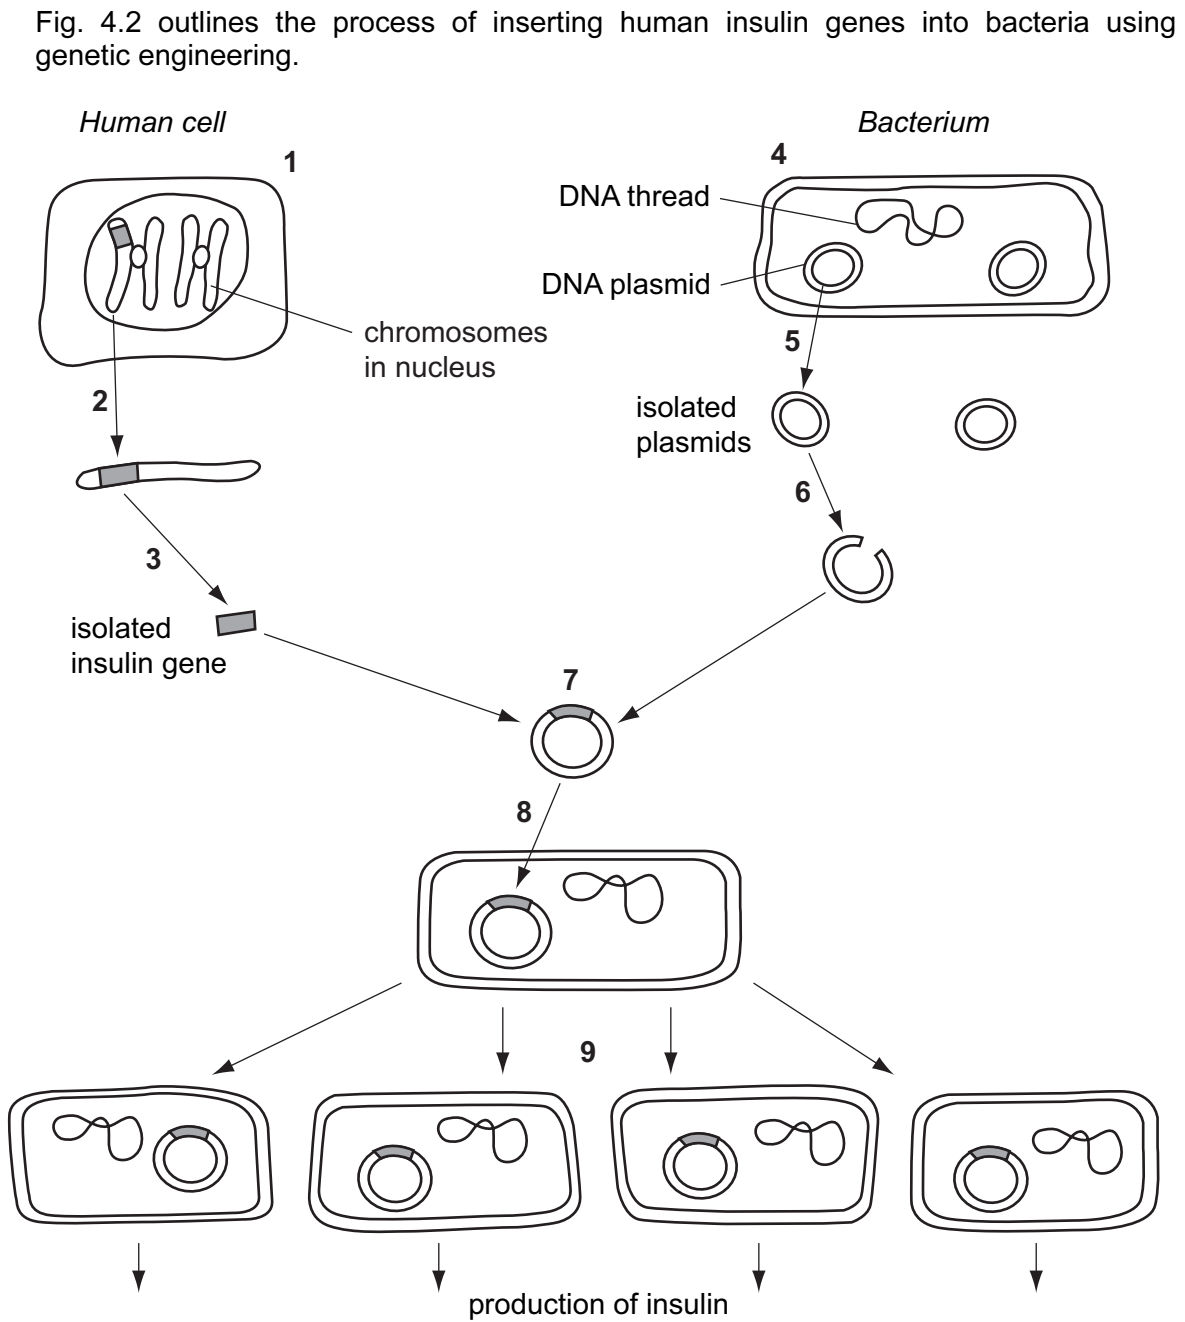 Fig. 4.2 outlines the process of inserting human insulin genes into bacteria using
genetic engineering.
Human cell
Bacterium
1
4
DNA thread
DNA plasmid
chromosomes
in nucleus
5
2
isolated
plasmids
6
3
isolated
insulin gene
7
8
9
production of insulin